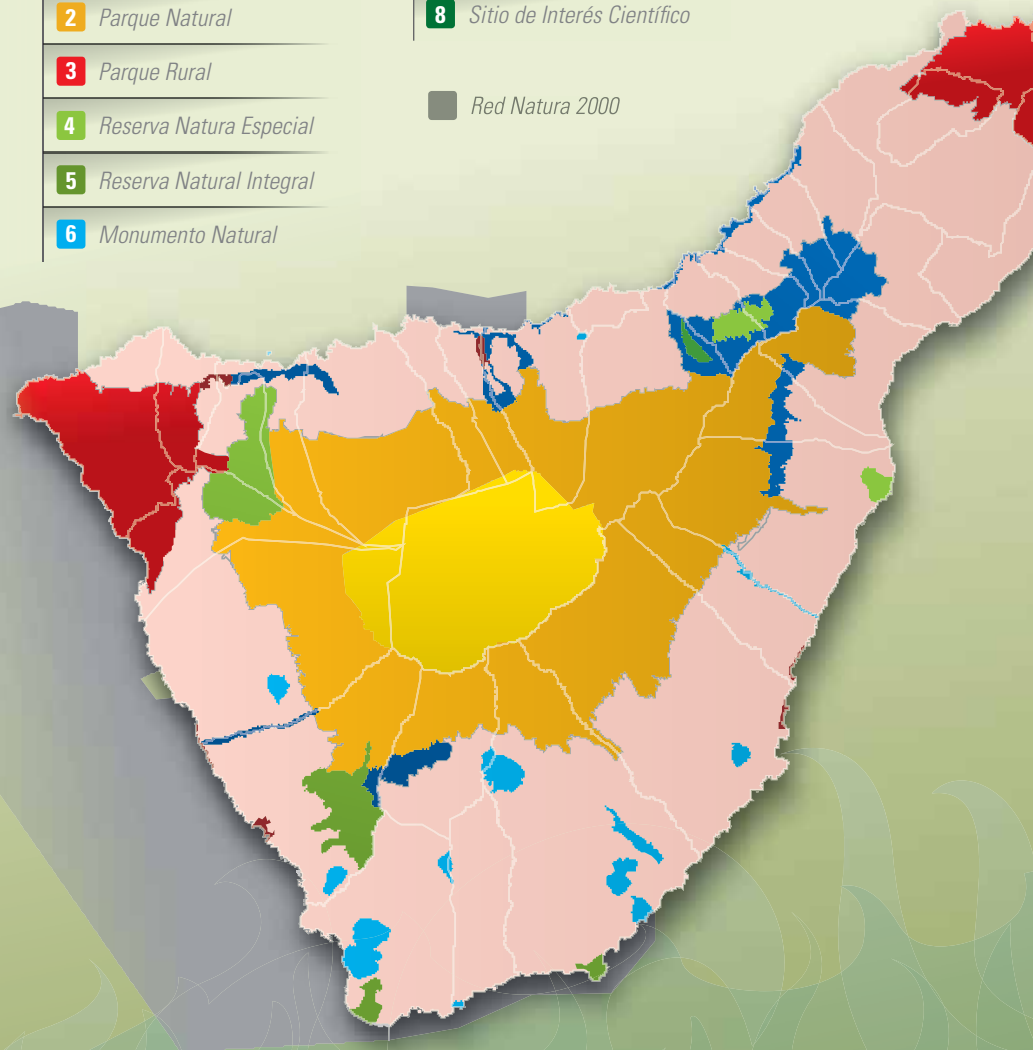 2 Parque Natural
3 Parque Rural
4 Reserva Natura Especial
5 Reserva Natural Integral
6 Monumento Natural
8 Sitio de Interés Científico
Red Natura 2000